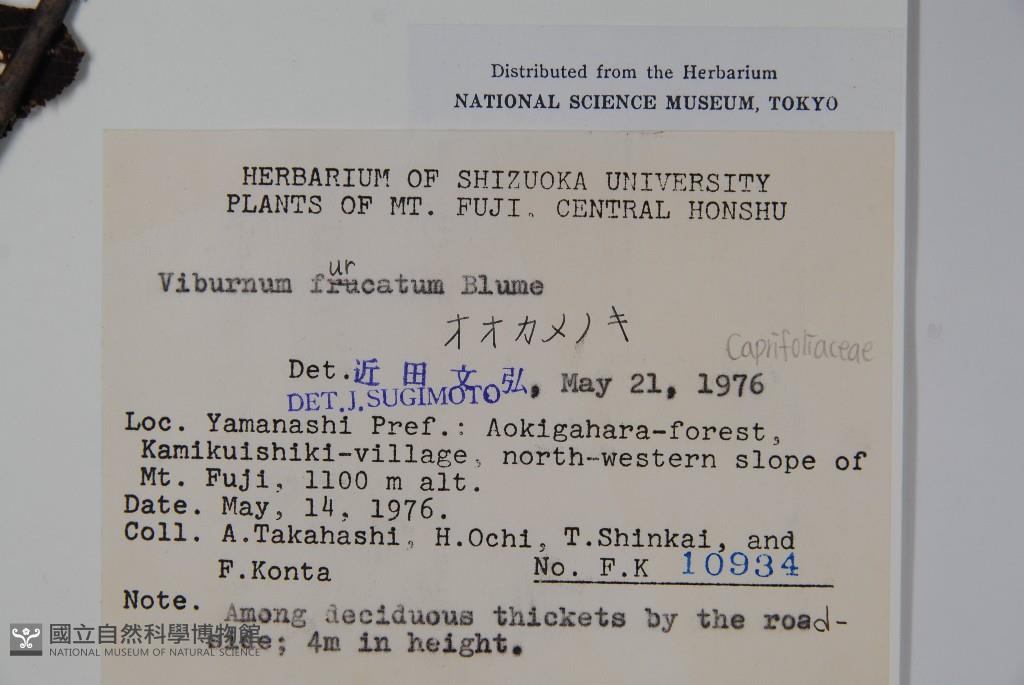 Distributed from the Herbarium
NATIONAL SCIENCE MUSEUM, TOKYO
HERBARIUM OF SHIZUOKA UNIVERSITY
PLANTS OF MT. FUJI, CENTRAL HONSHU
ur
Viburnum frucatum Blume
オオカメノキ
Caprifoliaceae
Det.近田文弘, May 21, 1976
DET.J.SUGIMOTO
Loc. Yamanashi Pref.: Aokigahara-forest,
Kamikuishiki-village, north-western slope of
Mt. Fuji, 1100 m alt.
Date. May, 14, 1976.
Coll. A.Takahashi, H.Ochi, T.Shinkai, and
F.Konta No. F.K 10934
Note. Among deciduous thickets by the road-
side; 4m in height.
國立自然科學博物館
NATIONAL MUSEUM OF NATURAL SCIENCE